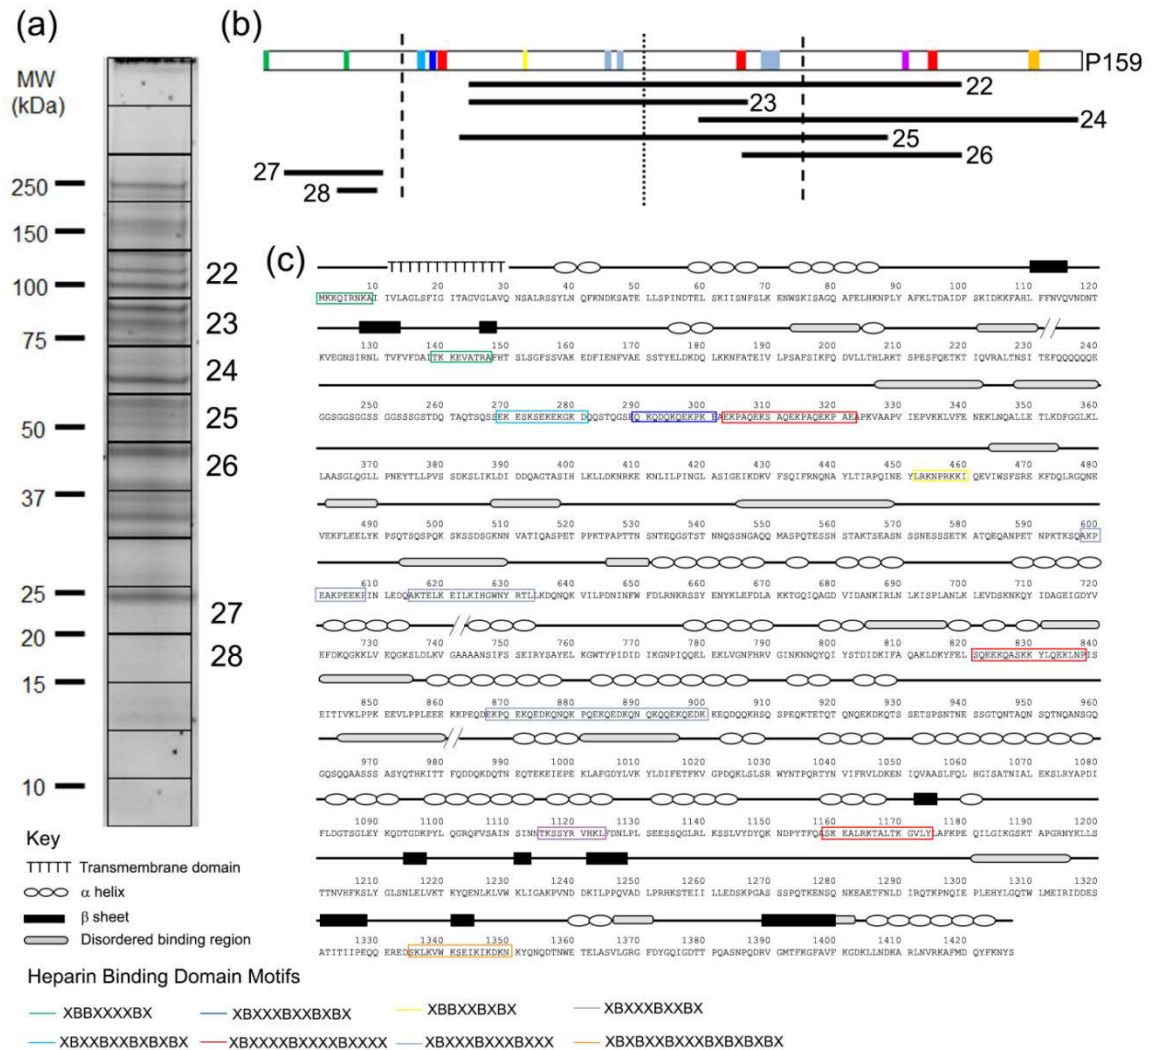 (a)
MW
(kDa)
250
150
100
75
50
37
25
20
15
10
22
23
24
25
26
27
28
(b)
P159
22
23
24
25
26
27
28
(c)
10 20 30 40 50 60 70 80 90 100 110 120
MKKQIRNKAI IVLAGLSFIG ITAGVGLAVQ NSALRSSYLN QFKNDKSATE LLSPINDTEL SKIISNFSLK ENWSKISAGQ AFELHKNPLY AFKLTDAIDF SKIDKKFAHL FFNVQVNDNT
130 140 150 160 170 180 190 200 210 220 230 240
KVEGNSIRNL TVFVFDAITK KEVATRAFHT SLSGFSSVAK EDFIENFVAE SSTYELDKDQ LKKNFATEIV LPSAFSIKFQ DVLLTHLRKT SPESFQETKT IQVRALTNSI TEFQQQQQQE
250 260 270 280 290 300 310 320 330 340 350 360
GGSGGSGGSS SGGSSSGSTDQ TAQTSQSSEK ESKSEKEKGK DQQSTQGSEQ KQDQKQEKPK EAEKPAQEKS AQEKPAQEKP AEAPKVAAPV IEPVKKLVFE NEKLNQALLE TLKDFGGLKL
370 380 390 400 410 420 430 440 450 460 470 480
LAASGLQGLL PNEYTLLPVS SDKSLIKLDI DDQAGTASIH LKLLDKNREK NLILPINGL ASIGEIKDKV FSQIFRNQNA YLTIRPQINE YLRKNPRKKI QEVIWSFSRE KFDQLRGQNE
490 500 510 520 530 540 550 560 570 580 590 600
VEKFLEELYK PSQTSQSPQK SKSSDSGKNN VATIQASPET PPKTPAPTTN SNTEQGSTST NNQSSNGAQQ MASPQTESSH STAKTSEASN SSNESSSETK ATQEQANPET NPKTKSQAKP
610 620 630 640 650 660 670 680 690 700 710 720
EAKPEEKPIN LEDQAKTELK EILKIHGWNY RTLLKDQNQK VILPDNINFW FDLRNKRSSY ENYKLEFDLA KKTGQIQAGD VIDANKIRLN LKISPLANLK LEVDSKNKQY IDAGEIGDYV
730 740 750 760 770 780 790 800 810 820 830 840
EFDKQGKKLV EQGKSLDLKV GAAAANSIFS SEIRYSAYEL KGWTYPIDID IKGNPIQQEL EKLVGNFHRV GINKNNQYQI YSTDIDKIFA QAKLDKYFEL SQEEKQASKK YLQEKLNPIS
850 860 870 880 890 900 910 920 930 940 950 960
EITIVKLPPK EEVLPPLEEE KKPEQDEKPQ EKQEDKQNQK PQEKQEDKQN QKQQEKQEDK KEQDQQKHSQ SPEQKTETQT NQEKDKQTSS SETSPSNTNE SSGTQNTAQN SQTNQANSGQ
970 980 990 1000 1010 1020 1030 1040 1050 1060 1070 1080
GQSQQAASSS ASYQTHKITT FQDDQKDQTN EQTEKEIEPE KLAFGDYLVK YLDIFETFKV GPDQKLSLSR WYNTPQRTYN VIFRVLDKEN IQVAASLFQL HGISATNIAL EKSLRYAPDI
1090 1100 1110 1120 1130 1140 1150 1160 1170 1180 1190 1200
FLDGTSGLEY KQDTGDKPYL QGRQFVSAIN SINNTKSSYR VHKLFDNLPL SEESSQGLRL KSSLVYDYQK NDPYTFQASK EALRKTALTK GVLYLAFKPE QILGIKGSKT APGRNYKLLS
1210 1220 1230 1240 1250 1260 1270 1280 1290 1300 1310 1320
TTNVHFKSLY GLSNLELVKT KYQENLKLVW KLIGAKPVND DKILPPQVAD LPRHKSTEII LLEDSKPGAS SSPQTKENSQ NKEAETFNLD IRQTKPNQIE PLEHYLGQTW LMEIRIDDES
1330 1340 1350 1360 1370 1380 1390 1400 1410 1420
ATITIIPEQQ EREDSKLKVW KSEIKIKDKN KYQNQDTNWE TELASVLGRG FDYGQIGDTT PQASNPQDRV GMTFKGFAVF KGDKLLNDKA RLNVRKAFMD QYFKNYS
Key
Transmembrane domain
α helix
β sheet
Disordered binding region
Heparin Binding Domain Motifs
XBBXXXXBX
XBXXXBXXBXBX
XBBXXBXBX
XBXXXBXXBX
XBXXBXXBXBXBX
XBXXXXBXXXXBXXXX
XBXXXBXXXBXXX
XBXBXXBXXXBXBXBXBX